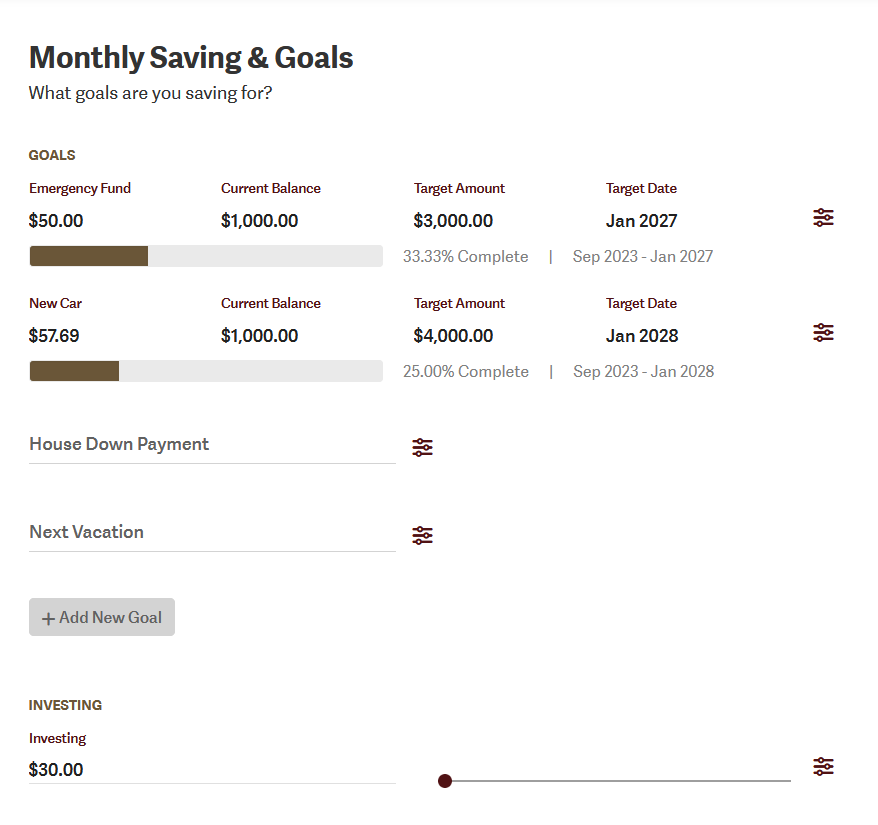 Monthly Saving & Goals
What goals are you saving for?
GOALS
Emergency Fund Current Balance Target Amount Target Date
$50.00 $1,000.00 $3,000.00 Jan 2027
33.33% Complete | Sep 2023 - Jan 2027
New Car Current Balance Target Amount Target Date
$57.69 $1,000.00 $4,000.00 Jan 2028
25.00% Complete | Sep 2023 - Jan 2028
House Down Payment
Next Vacation
+ Add New Goal
INVESTING
Investing
$30.00